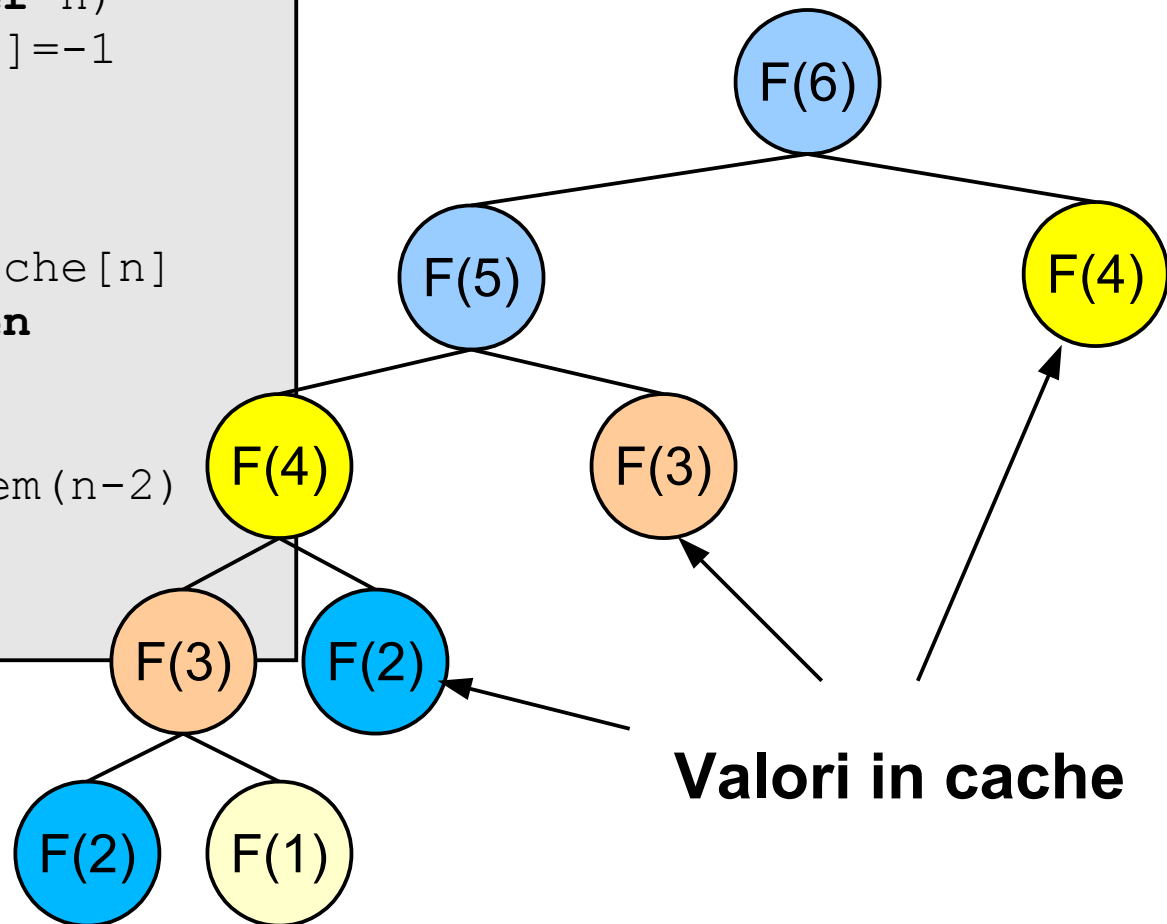 n)
]=-1
F(6)
che[n]
F(5)
F(4)
n
F(4)
F(3)
em(n-2)
F(3)
F(2)
Valori in cache
F(2)
F(1)